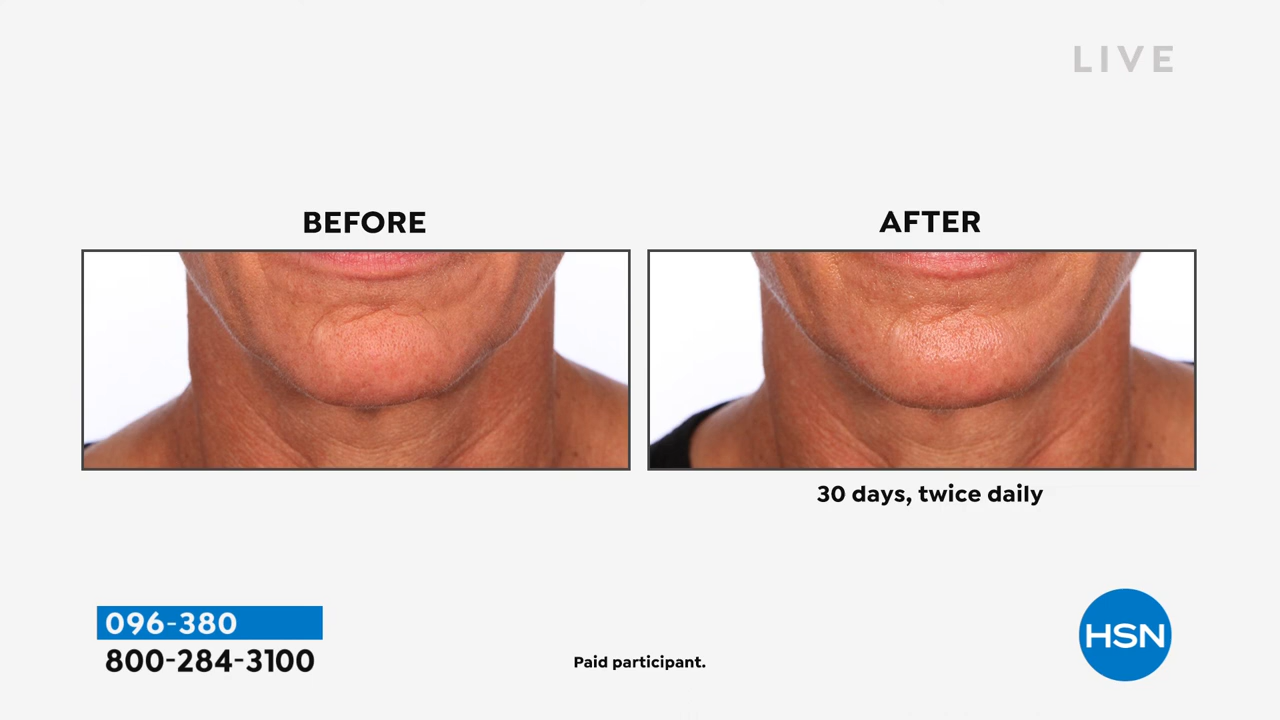 LIVE
BEFORE
AFTER
30 days, twice daily
096-380
800-284-3100
Paid participant.
HSN